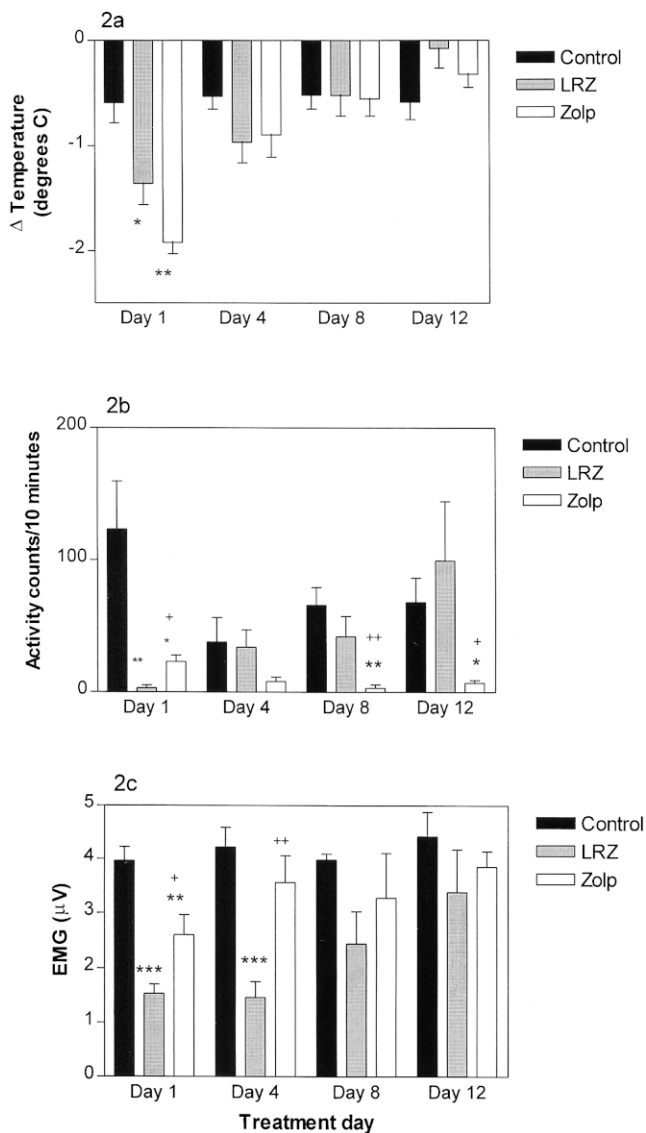 2a
0
-1
-2
Δ Temperature
(degrees C)
Control
LRZ
Zolp
*
**
Day 1 Day 4 Day 8 Day 12
2b
200
100
0
Activity counts/10 minutes
Control
LRZ
Zolp
**
+
*
++
**
+
*
Day 1 Day 4 Day 8 Day 12
2c
5
4
3
2
1
0
EMG (μV)
Control
LRZ
Zolp
***
+
**
***
++
Day 1 Day 4 Day 8 Day 12
Treatment day